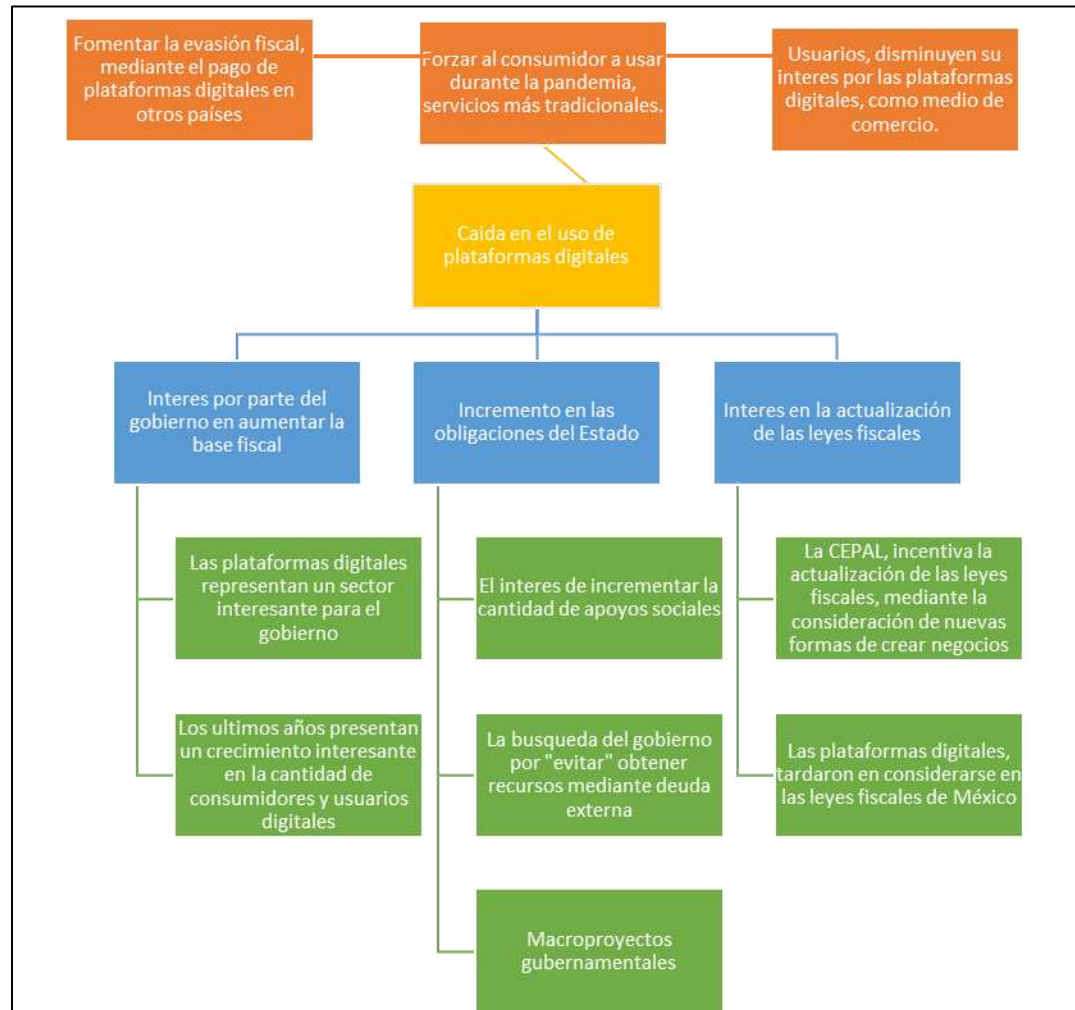 Fomentar la evasión fiscal,
mediante el pago de
plataformas digitales en
otros países
Forzar al consumidor a usar
durante la pandemia,
servicios más tradicionales.
Usuarios, disminuyen su
interes por las plataformas
digitales, como medio de
comercio.
Caida en el uso de
plataformas digitales
Interes por parte del
gobierno en aumentar la
base fiscal
Incremento en las
obligaciones del Estado
Interes en la actualización
de las leyes fiscales
Las plataformas digitales
representan un sector
interesante para el
gobierno
El interes de incrementar la
cantidad de apoyos sociales
La CEPAL, incentiva la
actualización de las leyes
fiscales, mediante la
consideración de nuevas
formas de crear negocios
Los ultimos años presentan
un crecimiento interesante
en la cantidad de
consumidores y usuarios
digitales
La busqueda del gobierno
por "evitar" obtener
recursos mediante deuda
externa
Las plataformas digitales,
tardaron en considerarse en
las leyes fiscales de México
Macroproyectos
gubernamentales